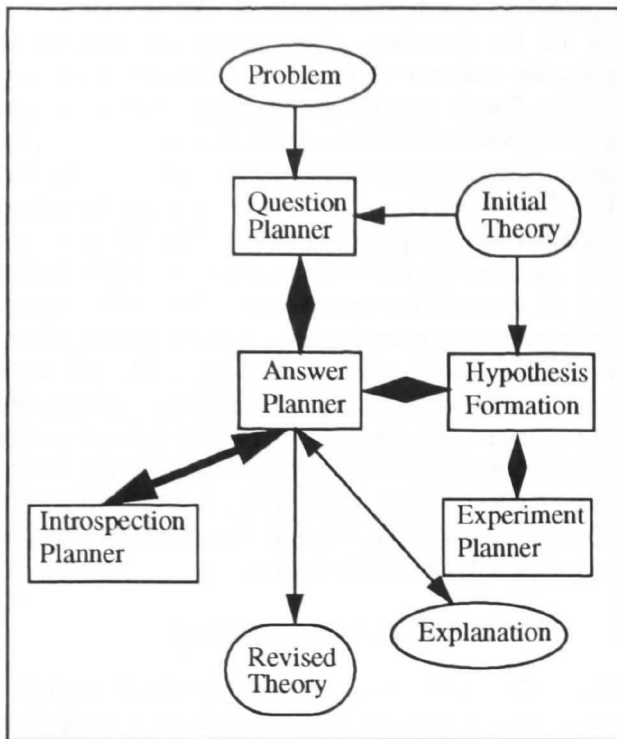 Problem
Question
Planner
Initial
Theory
Answer
Planner
Hypothesis
Formation
Introspection
Planner
Experiment
Planner
Revised
Theory
Explanation